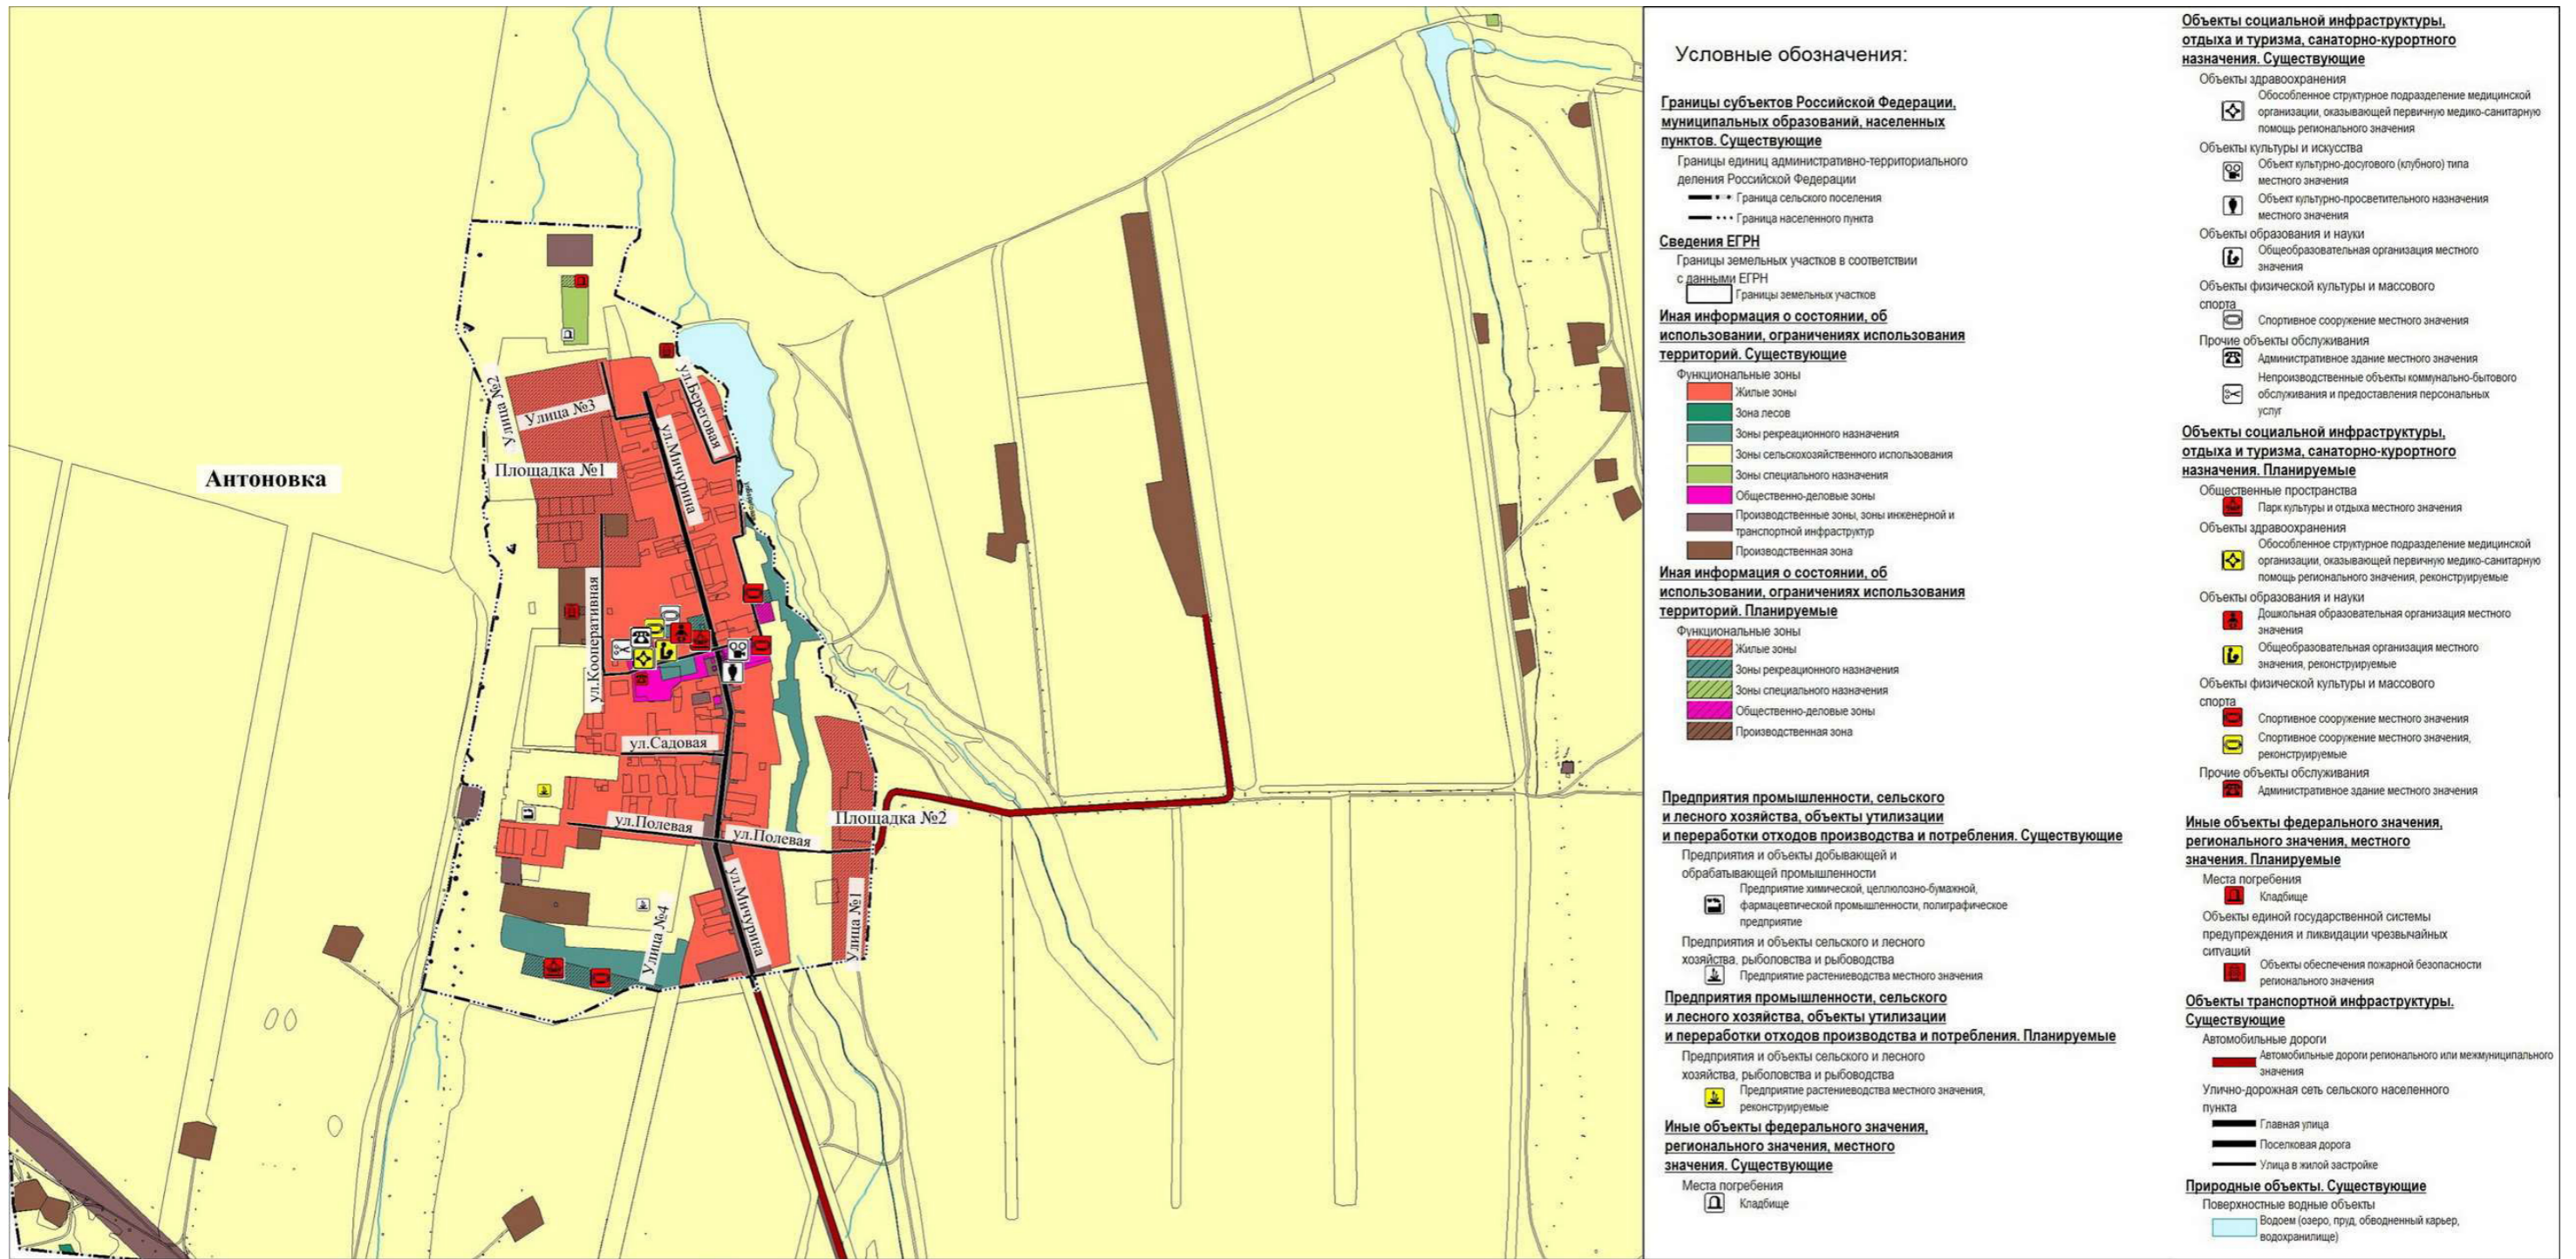 Антоновка
Улица №2
Улица №3
ул.Береговая
ул.Мичурина
Площадка №1
ул.Кооперативная
ул.Садовая
ул.Полевая
ул.Полевая
Площадка №2
ул.Мичурина
Улица №1
Улица №4
Условные обозначения:
Границы субъектов Российской Федерации,
муниципальных образований, населенных
пунктов. Существующие
Границы единиц административно-территориального
деления Российской Федерации
Граница сельского поселения
Граница населенного пункта
Сведения ЕГРН
Границы земельных участков в соответствии
с данными ЕГРН
Границы земельных участков
Иная информация о состоянии, об
использовании, ограничениях использования
территорий. Существующие
Функциональные зоны
Жилые зоны
Зона лесов
Зоны рекреационного назначения
Зоны сельскохозяйственного использования
Зоны специального назначения
Общественно-деловые зоны
Производственные зоны, зоны инженерной и
транспортной инфраструктур
Производственная зона
Иная информация о состоянии, об
использовании, ограничениях использования
территорий. Планируемые
Функциональные зоны
Жилые зоны
Зоны рекреационного назначения
Зоны специального назначения
Общественно-деловые зоны
Производственная зона
Предприятия промышленности, сельского
и лесного хозяйства, объекты утилизации
и переработки отходов производства и потребления. Существующие
Предприятия и объекты добывающей и
обрабатывающей промышленности
Предприятие химической, целлюлозно-бумажной,
фармацевтической промышленности, полиграфическое
предприятие
Предприятия и объекты сельского и лесного
хозяйства, рыболовства и рыбоводства
Предприятие растениеводства местного значения
Предприятия промышленности, сельского
и лесного хозяйства, объекты утилизации
и переработки отходов производства и потребления. Планируемые
Предприятия и объекты сельского и лесного
хозяйства, рыболовства и рыбоводства
Предприятие растениеводства местного значения,
реконструируемые
Иные объекты федерального значения,
регионального значения, местного
значения. Существующие
Места погребения
Кладбище
Объекты социальной инфраструктуры,
отдыха и туризма, санаторно-курортного
назначения. Существующие
Объекты здравоохранения
Обособленное структурное подразделение медицинской
организации, оказывающей первичную медико-санитарную
помощь регионального значения
Объекты культуры и искусства
Объект культурно-досугового (клубного) типа
местного значения
Объект культурно-просветительного назначения
местного значения
Объекты образования и науки
Общеобразовательная организация местного
значения
Объекты физической культуры и массового
спорта
Спортивное сооружение местного значения
Прочие объекты обслуживания
Административное здание местного значения
Непроизводственные объекты коммунально-бытового
обслуживания и предоставления персональных
услуг
Объекты социальной инфраструктуры,
отдыха и туризма, санаторно-курортного
назначения. Планируемые
Общественные пространства
Парк культуры и отдыха местного значения
Объекты здравоохранения
Обособленное структурное подразделение медицинской
организации, оказывающей первичную медико-санитарную
помощь регионального значения, реконструируемые
Объекты образования и науки
Дошкольная образовательная организация местного
значения
Общеобразовательная организация местного
значения, реконструируемые
Объекты физической культуры и массового
спорта
Спортивное сооружение местного значения
Спортивное сооружение местного значения,
реконструируемые
Прочие объекты обслуживания
Административное здание местного значения
Иные объекты федерального значения,
регионального значения, местного
значения. Планируемые
Места погребения
Кладбище
Объекты единой государственной системы
предупреждения и ликвидации чрезвычайных
ситуаций
Объекты обеспечения пожарной безопасности
регионального значения
Объекты транспортной инфраструктуры.
Существующие
Автомобильные дороги
Автомобильные дороги регионального или межмуниципального
значения
Улично-дорожная сеть сельского населенного
пункта
Главная улица
Поселковая дорога
Улица в жилой застройке
Природные объекты. Существующие
Поверхностные водные объекты
Водоем (озеро, пруд, обводненный карьер,
водохранилище)